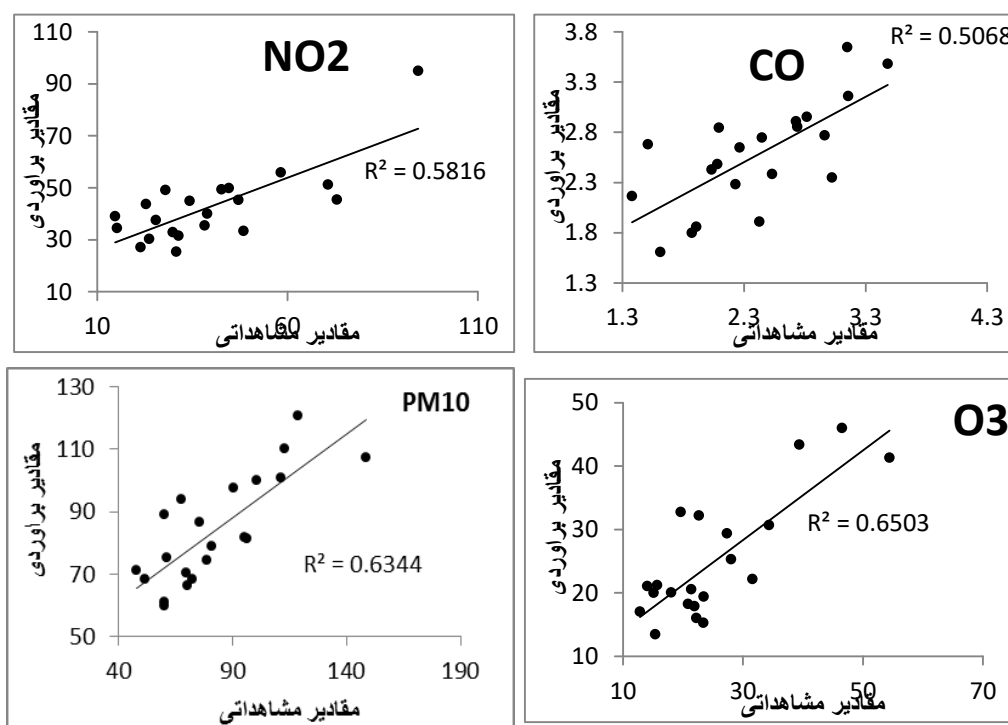 NO2
110
90
70
50
30
10
10
60
110
مقادیر براوردی
مقادیر مشاهداتی
R² = 0.5816
CO
3.8
3.3
2.8
2.3
1.8
1.3
1.3
2.3
3.3
4.3
مقادیر براوردی
مقادیر مشاهداتی
R² = 0.5068
PM10
130
110
90
70
50
40
90
140
190
مقادیر براوردی
مقادیر مشاهداتی
R² = 0.6344
O3
50
40
30
20
10
10
30
50
70
مقادیر براوردی
مقادیر مشاهداتی
R² = 0.6503